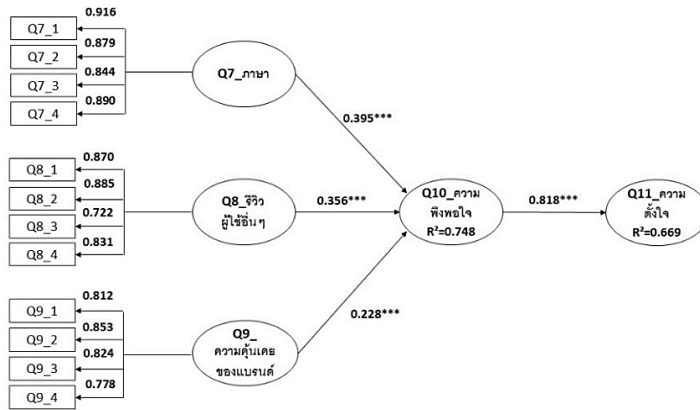 0.916
Q7_1
0.879
Q7_2
0.844
Q7_3
0.890
Q7_4
Q7_ภาษา
0.395***
0.870
Q8_1
0.885
Q8_2
0.722
Q8_3
0.831
Q8_4
Q8_รีวิว
ผู้ใช้อื่นๆ
0.356***
Q10_ความ
พึงพอใจ
R²=0.748
0.818***
Q11_ความ
ตั้งใจ
R²=0.669
0.812
Q9_1
0.853
Q9_2
0.824
Q9_3
0.778
Q9_4
Q9_
ความคุ้นเคย
ของแบรนด์
0.228***